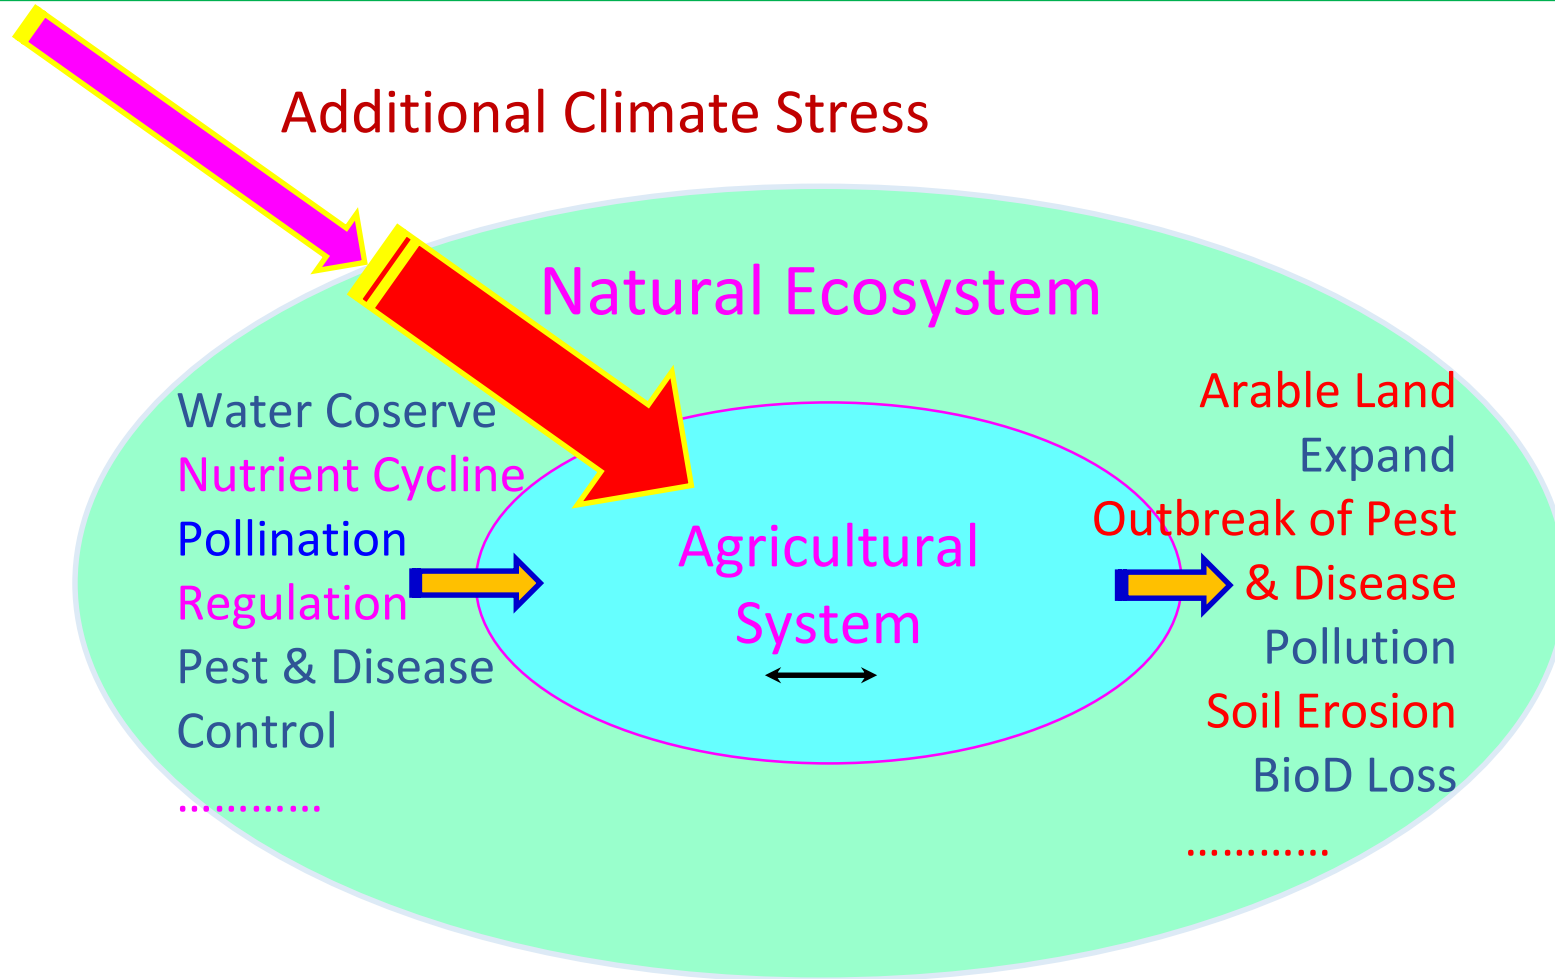 Additional Climate Stress
Natural Ecosystem
Water Coserve
Nutrient Cycline
Pollination
Regulation
Pest & Disease
Control
…………
Agricultural
System
Arable Land
Expand
Outbreak of Pest
& Disease
Pollution
Soil Erosion
BioD Loss
…………